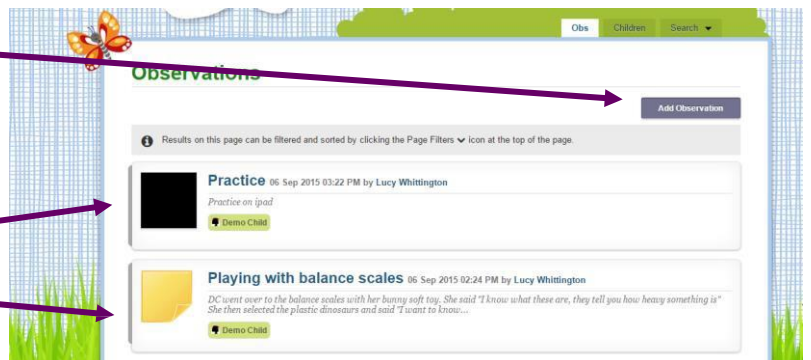 Obs Children Search
Observations
Add Observation
Results on this page can be filtered and sorted by clicking the Page Filters icon at the top of the page.
Practice 06 Sep 2015 03:22 PM by Lucy Whittington
Practice on ipad
Demo Child
Playing with balance scales 06 Sep 2015 02:24 PM by Lucy Whittington
DC went over to the balance scales with her bunny soft toy. She said "I know what these are, they tell you how heavy something is"
She then selected the plastic dinosaurs and said "I want to know...
Demo Child